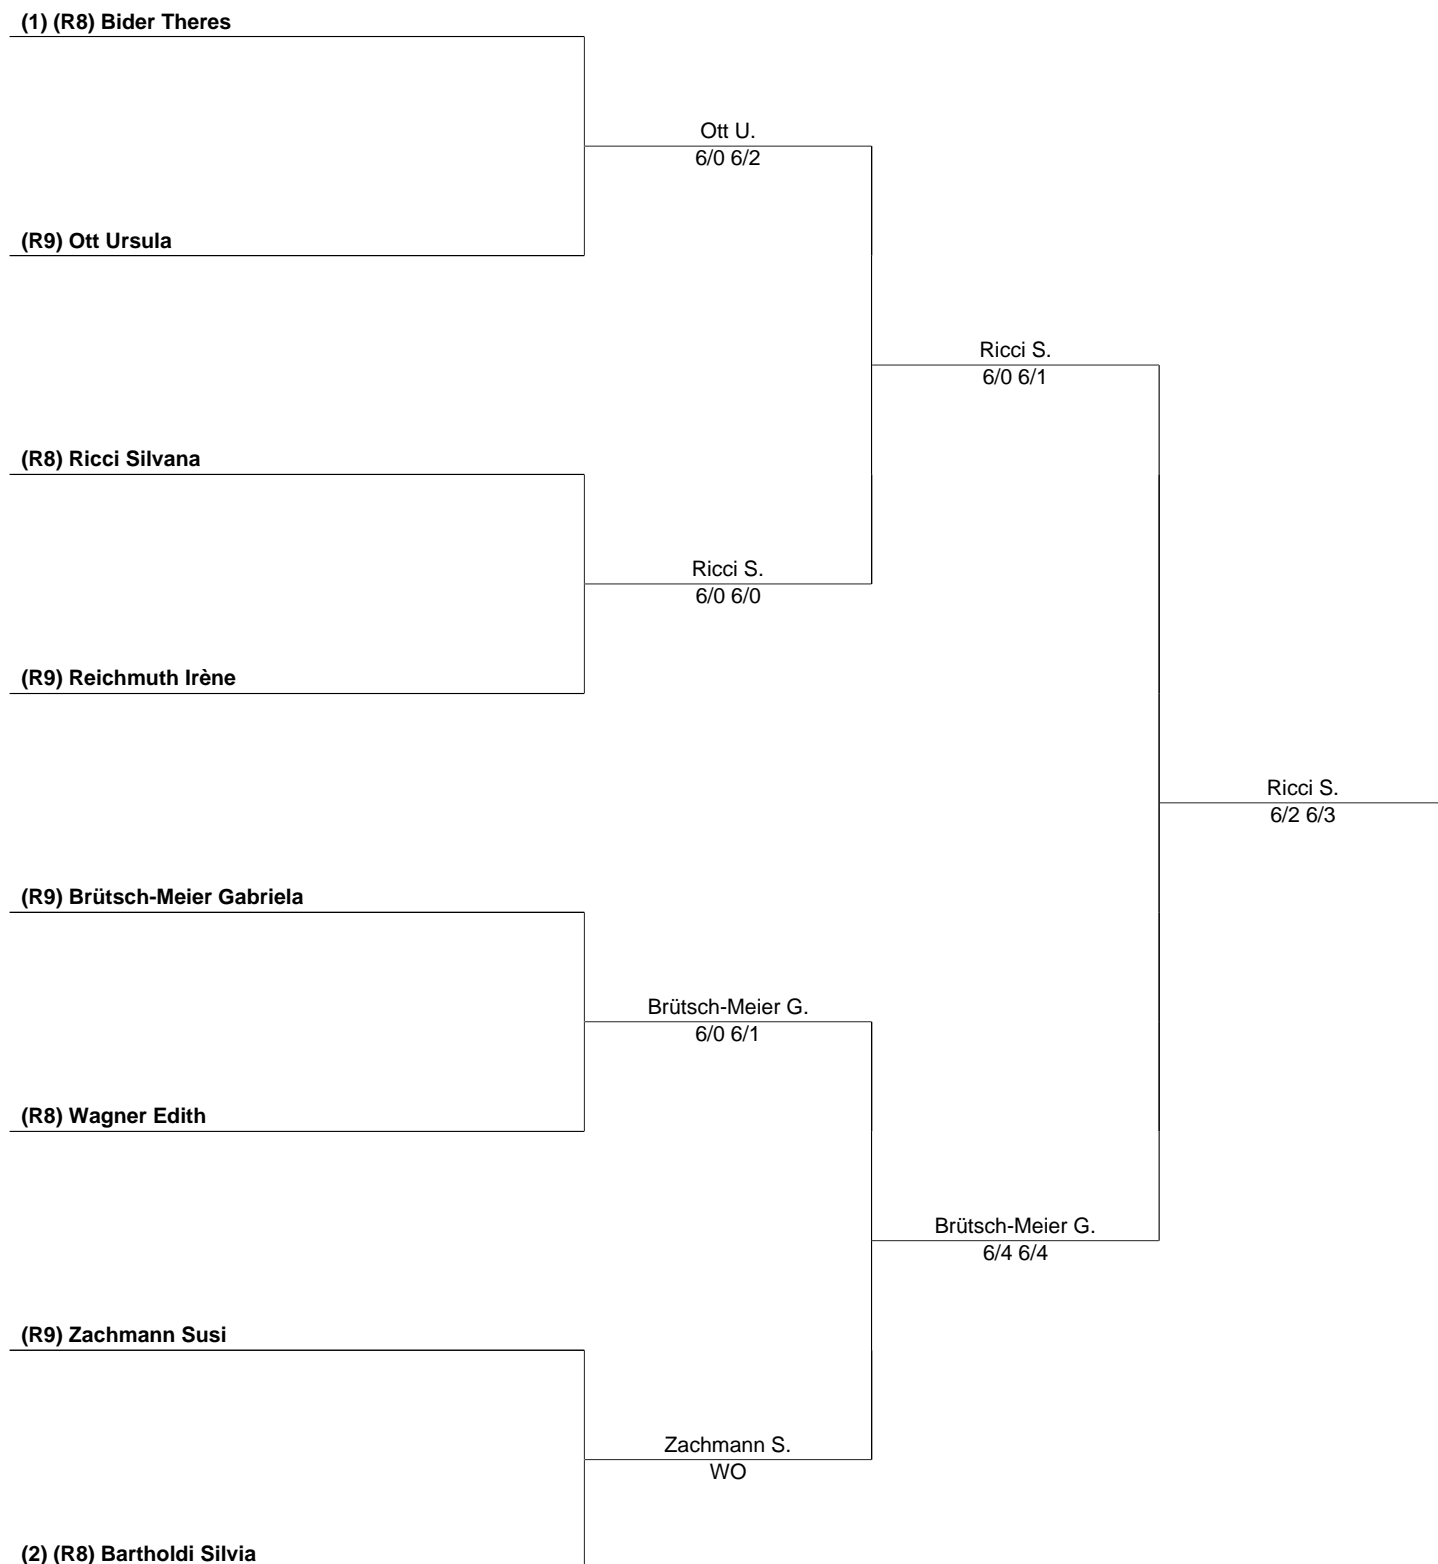 (1) (R8) Bider Theres
Ott U.
6/0 6/2
(R9) Ott Ursula
Ricci S.
6/0 6/1
(R8) Ricci Silvana
Ricci S.
6/0 6/0
(R9) Reichmuth Irène
Ricci S.
6/2 6/3
(R9) Brütsch-Meier Gabriela
Brütsch-Meier G.
6/0 6/1
(R8) Wagner Edith
Brütsch-Meier G.
6/4 6/4
(R9) Zachmann Susi
Zachmann S.
WO
(2) (R8) Bartholdi Silvia